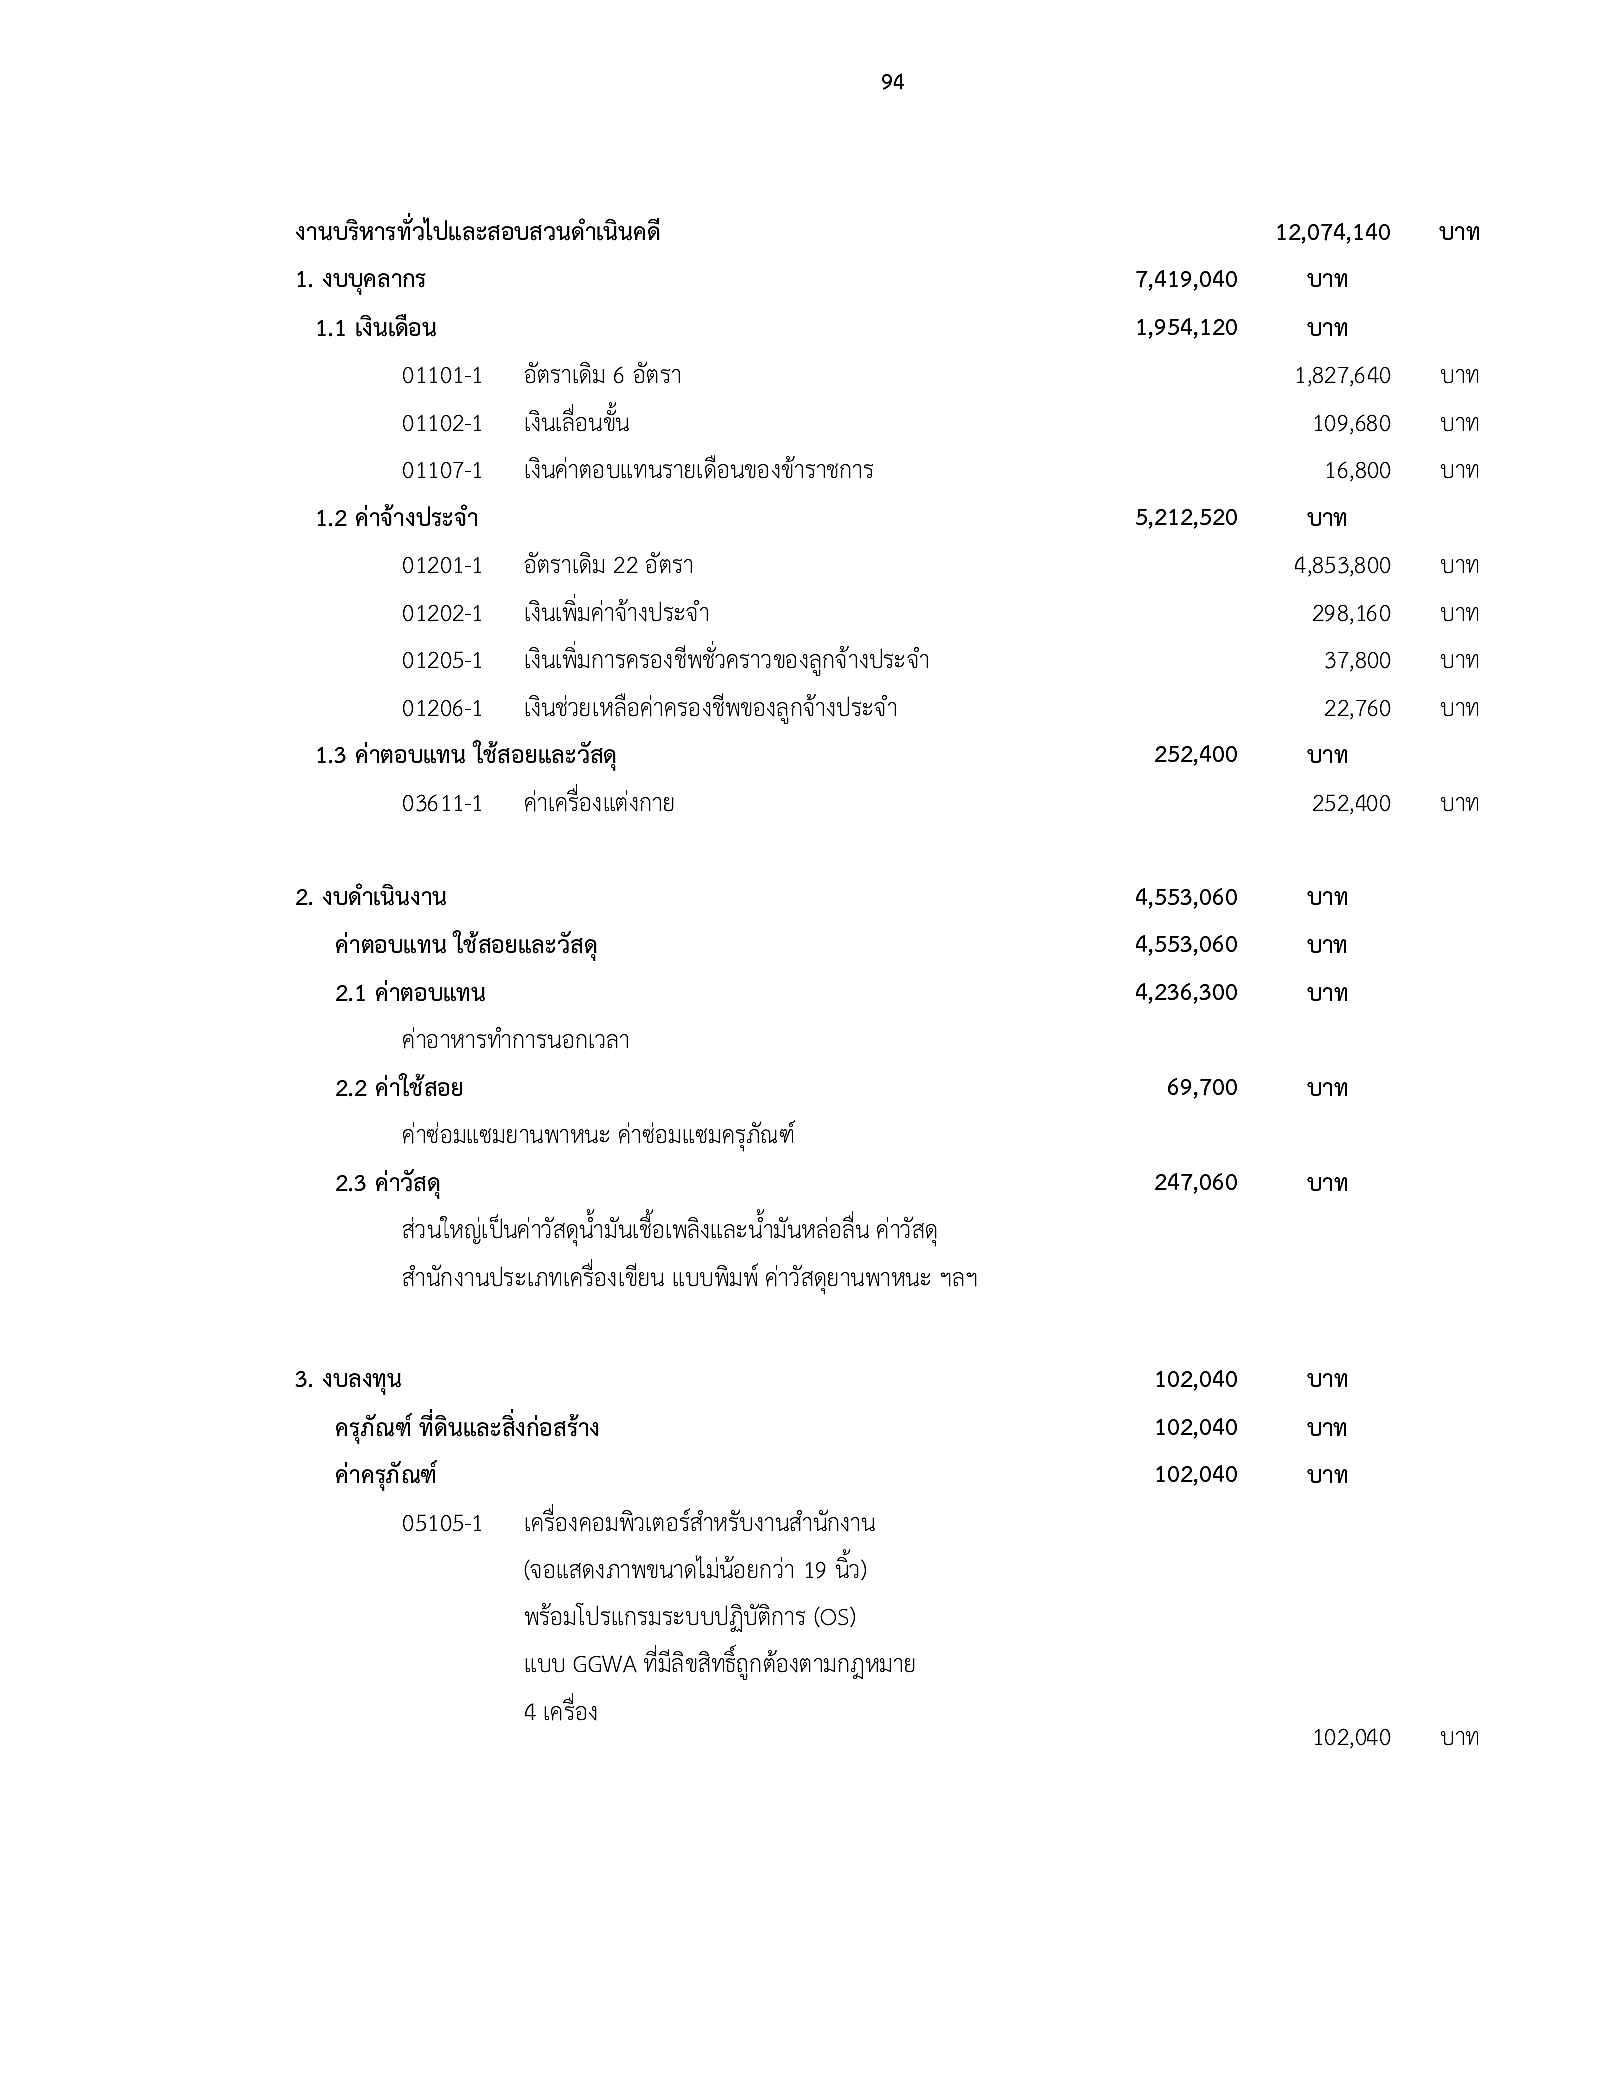 94
งานบริหารทั่วไปและสอบสวนดำเนินคดี 12,074,140 บาท
1. งบบุคลากร 7,419,040 บาท
1.1 เงินเดือน 1,954,120 บาท
01101-1 อัตราเดิม 6 อัตรา 1,827,640 บาท
01102-1 เงินเลื่อนขั้น 109,680 บาท
01107-1 เงินค่าตอบแทนรายเดือนของข้าราชการ 16,800 บาท
1.2 ค่าจ้างประจำ 5,212,520 บาท
01201-1 อัตราเดิม 22 อัตรา 4,853,800 บาท
01202-1 เงินเพิ่มค่าจ้างประจำ 298,160 บาท
01205-1 เงินเพิ่มการครองชีพชั่วคราวของลูกจ้างประจำ 37,800 บาท
01206-1 เงินช่วยเหลือค่าครองชีพของลูกจ้างประจำ 22,760 บาท
1.3 ค่าตอบแทน ใช้สอยและวัสดุ 252,400 บาท
03611-1 ค่าเครื่องแต่งกาย 252,400 บาท
2. งบดำเนินงาน 4,553,060 บาท
ค่าตอบแทน ใช้สอยและวัสดุ 4,553,060 บาท
2.1 ค่าตอบแทน 4,236,300 บาท
ค่าอาหารทำการนอกเวลา
2.2 ค่าใช้สอย 69,700 บาท
ค่าซ่อมแซมยานพาหนะ ค่าซ่อมแซมครุภัณฑ์
2.3 ค่าวัสดุ 247,060 บาท
ส่วนใหญ่เป็นค่าวัสดุน้ำมันเชื้อเพลิงและน้ำมันหล่อลื่น ค่าวัสดุ
สำนักงานประเภทเครื่องเขียน แบบพิมพ์ ค่าวัสดุยานพาหนะ ฯลฯ
3. งบลงทุน 102,040 บาท
ครุภัณฑ์ ที่ดินและสิ่งก่อสร้าง 102,040 บาท
ค่าครุภัณฑ์ 102,040 บาท
05105-1 เครื่องคอมพิวเตอร์สำหรับงานสำนักงาน
(จอแสดงภาพขนาดไม่น้อยกว่า 19 นิ้ว)
พร้อมโปรแกรมระบบปฏิบัติการ (OS)
แบบ GGWA ที่มีลิขสิทธิ์ถูกต้องตามกฎหมาย
4 เครื่อง
102,040 บาท